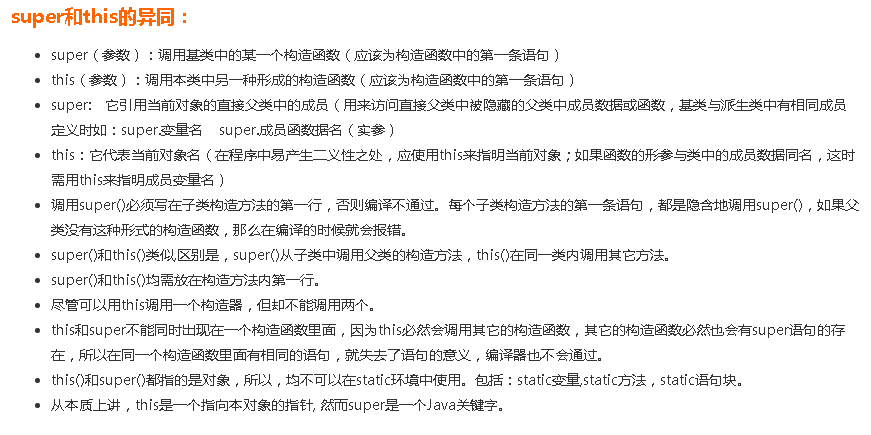 super和this的异同：
super（参数）：调用基类中的某一个构造函数（应该为构造函数中的第一条语句）
this（参数）：调用本类中另一种形成的构造函数（应该为构造函数中的第一条语句）
super:　它引用当前对象的直接父类中的成员（用来访问直接父类中被隐藏的父类中成员数据或函数，基类与派生类中有相同成员
定义时如：super.变量名　super.成员函数据名（实参）
this：它代表当前对象名（在程序中易产生二义性之处，应使用this来指明当前对象；如果函数的形参与类中的成员数据同名，这时
需用this来指明成员变量名）
调用super()必须写在子类构造方法的第一行，否则编译不通过。每个子类构造方法的第一条语句，都是隐含地调用super()，如果父
类没有这种形式的构造函数，那么在编译的时候就会报错。
super()和this()类似,区别是，super()从子类中调用父类的构造方法，this()在同一类内调用其它方法。
super()和this()均需放在构造方法内第一行。
尽管可以用this调用一个构造器，但却不能调用两个。
this和super不能同时出现在一个构造函数里面，因为this必然会调用其它的构造函数，其它的构造函数必然也会有super语句的存
在，所以在同一个构造函数里面有相同的语句，就失去了语句的意义，编译器也不会通过。
this()和super()都指的是对象，所以，均不可以在static环境中使用。包括：static变量,static方法，static语句块。
从本质上讲，this是一个指向本对象的指针, 然而super是一个Java关键字。